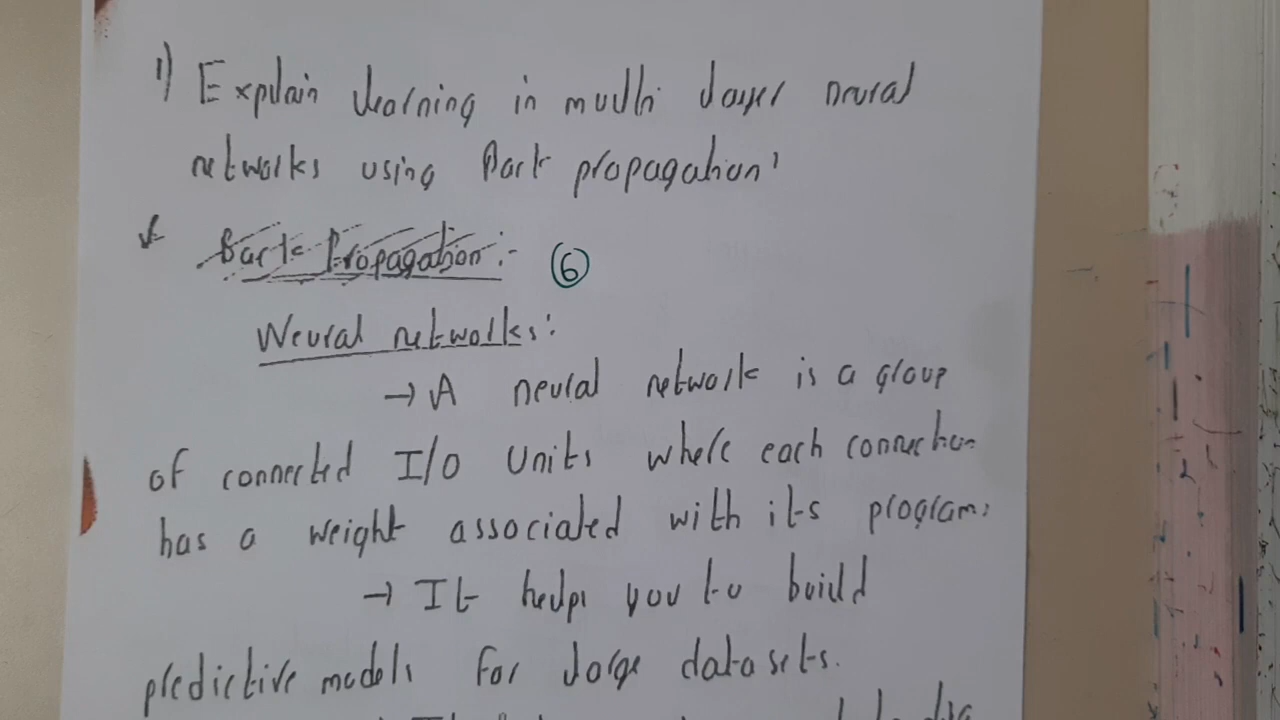 1) Explain learning in multi layer neural
networks using Back propagation'
Back Propagation:-
6
Neural networks:
→ A neural network is a group
of connected I/O Units where each connection
has a weight associated with its program.
→ It helps you to build
predictive models for large datasets.
→ It